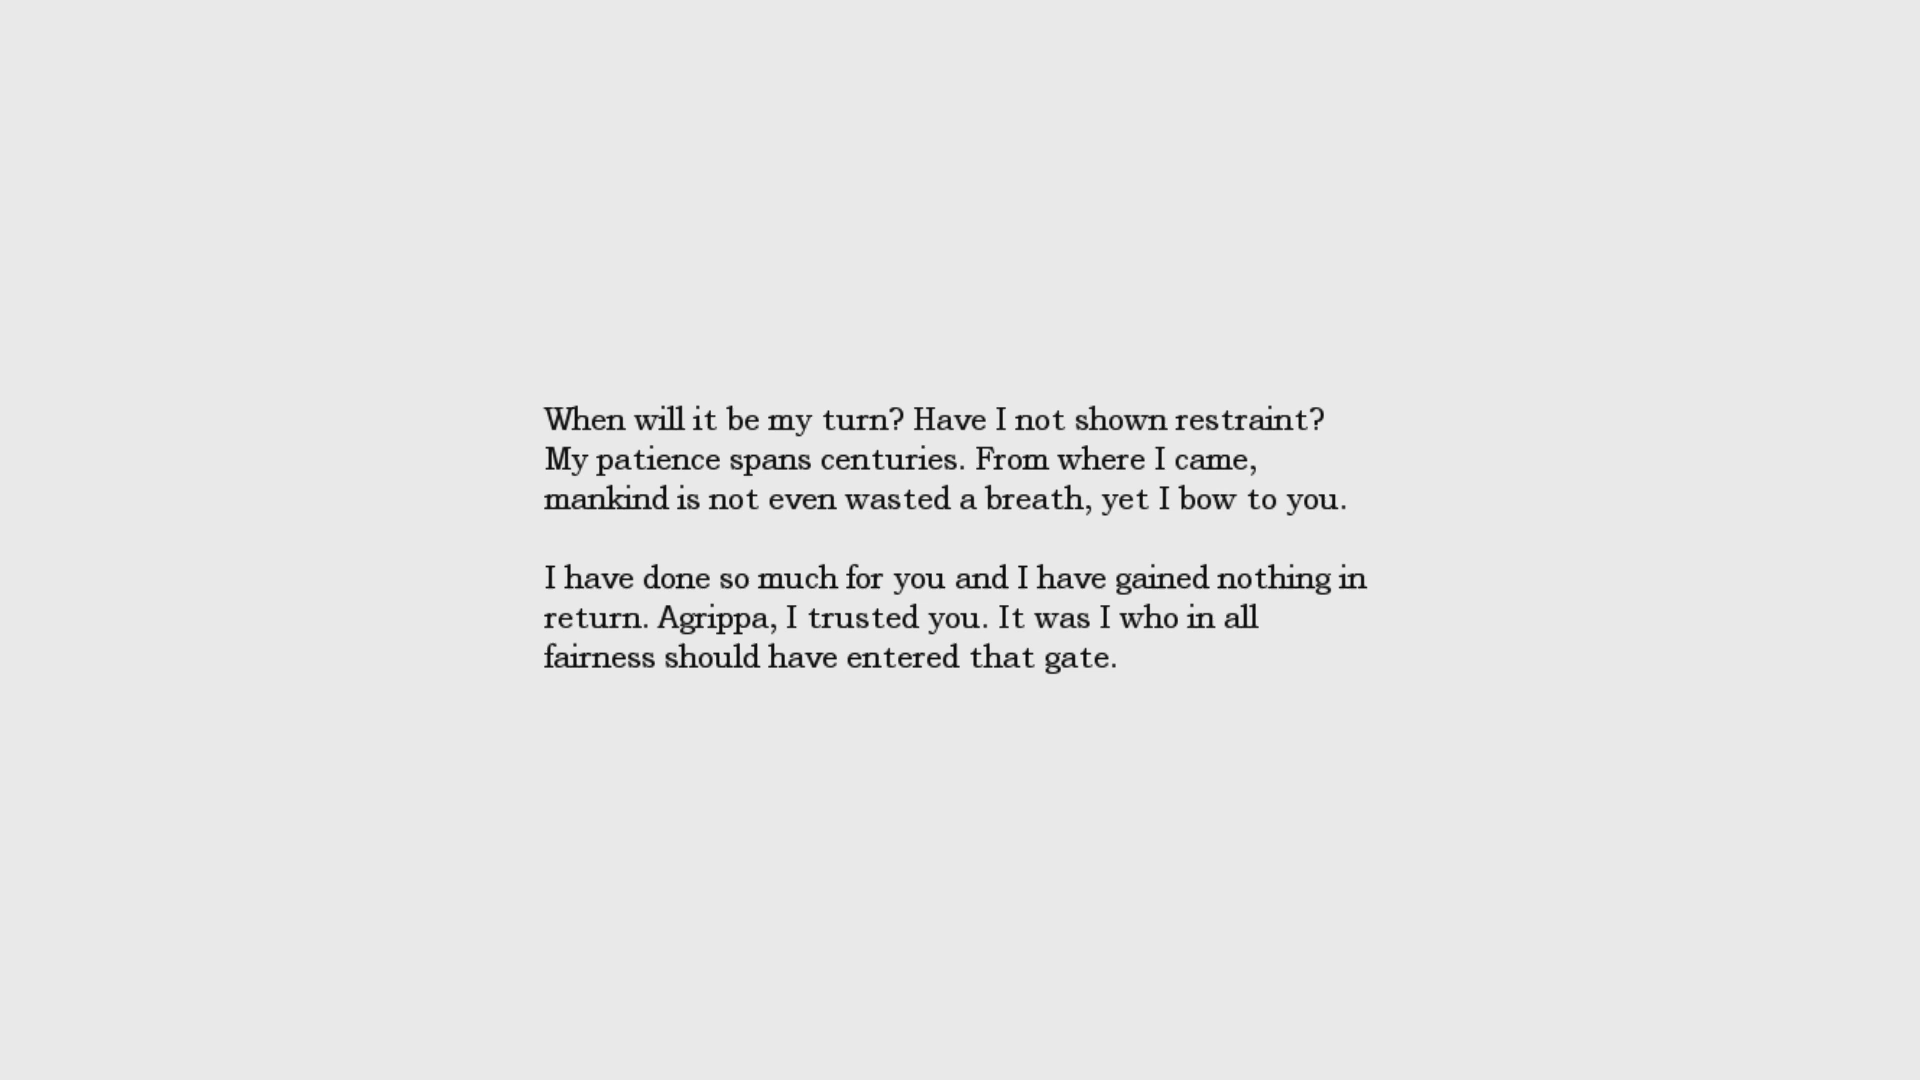 When will it be my turn? Have I not shown restraint?
My patience spans centuries. From where I came,
mankind is not even wasted a breath, yet I bow to you.
I have done so much for you and I have gained nothing in
return. Agrippa, I trusted you. It was I who in all
fairness should have entered that gate.